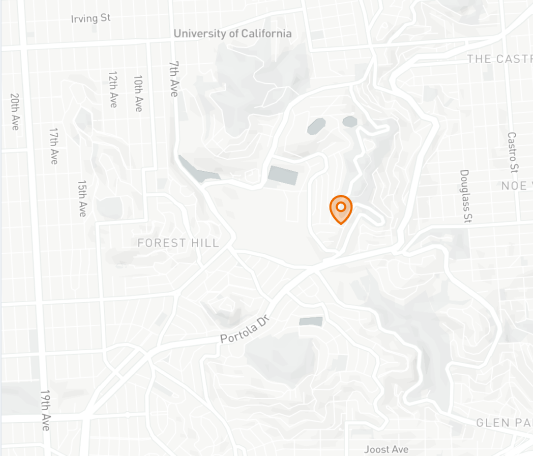 Irving St
University of California
THE CASTR
7th Ave
12th Ave
10th Ave
20th Ave
17th Ave
Castro St
15th Ave
Douglass St
NOE
FOREST HILL
Portola Dr
19th Ave
GLEN PA
Joost Ave